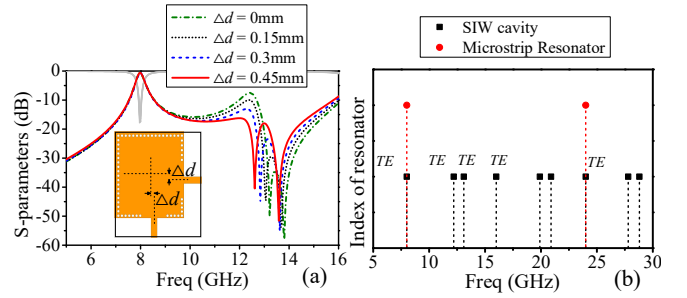 Δd = 0mm
Δd = 0.15mm
Δd = 0.3mm
Δd = 0.45mm
S-parameters (dB)
0
-10
-20
-30
-40
-50
-60
Δd
Δd
(a)
6 8 10 12 14 16
Freq (GHz)
SIW cavity
Microstrip Resonator
Index of resonator
TE TE TE TE TE
(b)
5 10 15 20 25 30
Freq (GHz)